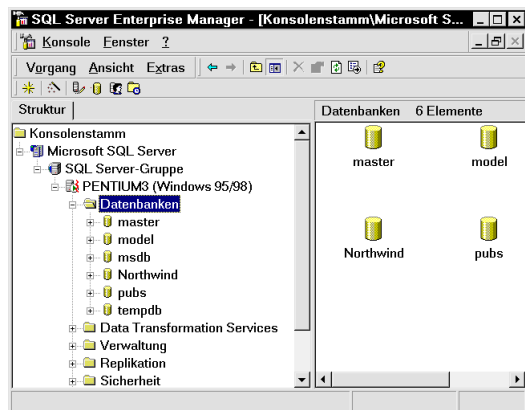 SQL Server Enterprise Manager - [Konsolenstamm\Microsoft S...
Konsole Fenster ?
Vorgang Ansicht Extras
Struktur
Datenbanken 6 Elemente
Konsolenstamm
Microsoft SQL Server
SQL Server-Gruppe
PENTIUM3 (Windows 95/98)
Datenbanken
master
model
msdb
Northwind
pubs
tempdb
Data Transformation Services
Verwaltung
Replikation
Sicherheit
master model
Northwind pubs